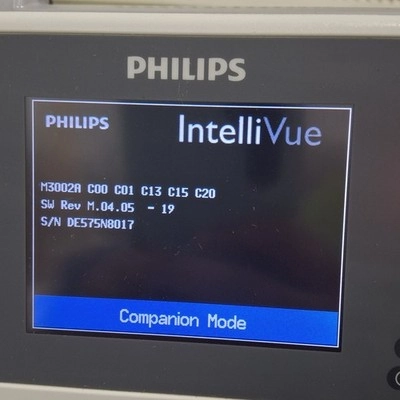 PHILIPS
PHILIPS IntelliVue
M3002A C00 C01 C13 C15 C20
SW Rev M.04.05 - 19
S/N DE575N8017
Companion Mode